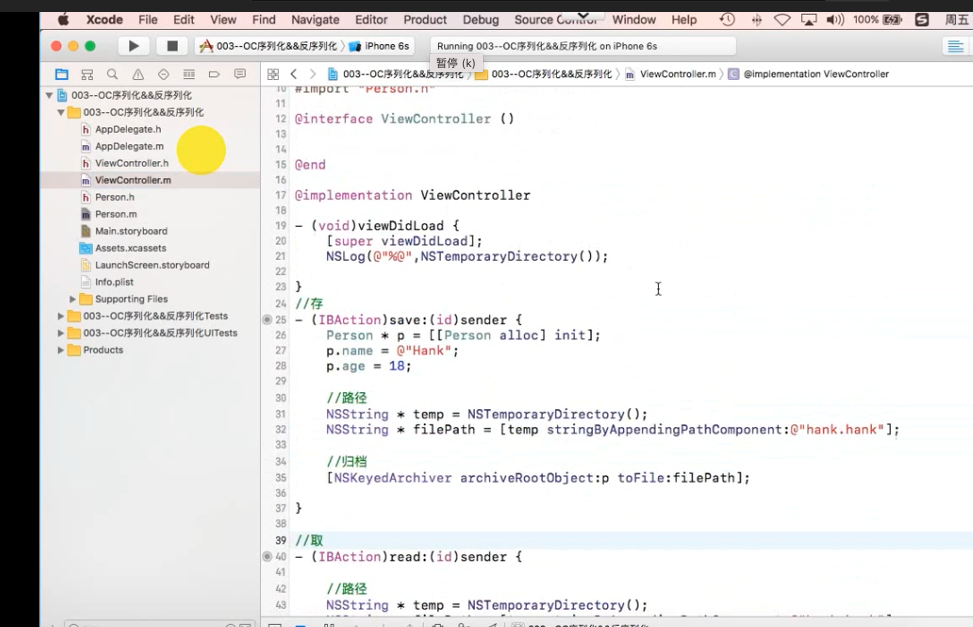 Xcode File Edit View Find Navigate Editor Product Debug Source Control Window Help 100% 周五
003--OC序列化&&反序列化 iPhone 6s Running 003--OC序列化&&反序列化 on iPhone 6s
暂停 (k)
003--OC序列化&&反序列化 003--OC序列化&&反序列化 ViewController.m @implementation ViewController
003--OC序列化&&反序列化
003--OC序列化&&反序列化
AppDelegate.h
AppDelegate.m
ViewController.h
ViewController.m
Person.h
Person.m
Main.storyboard
Assets.xcassets
LaunchScreen.storyboard
Info.plist
Supporting Files
003--OC序列化&&反序列化Tests
003--OC序列化&&反序列化UITests
Products
10 #import "Person.h"
11
12 @interface ViewController ()
13
14
15 @end
16
17 @implementation ViewController
18
19 - (void)viewDidLoad {
20 [super viewDidLoad];
21 NSLog(@"%@",NSTemporaryDirectory());
22
23 }
24 //存
25 - (IBAction)save:(id)sender {
26 Person * p = [[Person alloc] init];
27 p.name = @"Hank";
28 p.age = 18;
29
30 //路径
31 NSString * temp = NSTemporaryDirectory();
32 NSString * filePath = [temp stringByAppendingPathComponent:@"hank.hank"];
33
34 //归档
35 [NSKeyedArchiver archiveRootObject:p toFile:filePath];
36
37 }
38
39 //取
40 - (IBAction)read:(id)sender {
41
42 //路径
43 NSString * temp = NSTemporaryDirectory();